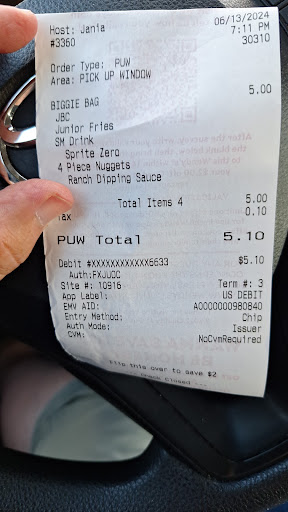 Host: Jania 06/13/2024
#3360 7:11 PM
30310
Order Type: PUW
Area: PICK UP WINDOW
BIGGIE BAG 5.00
JBC
Junior Fries
SM Drink
Sprite Zero
4 Piece Nuggets
Ranch Dipping Sauce
Total Items 4 5.00
Tax 0.10
PUW Total 5.10
Debit #XXXXXXXXXXXX6633 $5.10
Auth:FXJUOC
Site #: 10916 Term #: 3
App Label: US DEBIT
EMV AID: A0000000980840
Entry Method: Chip
Auth Mode: Issuer
CVM: NoCvmRequired
Flip this over to save $2
Closed